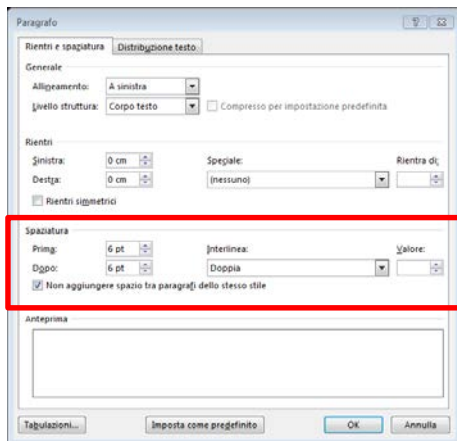 Paragrafo
Rientri e spaziatura Distribuzione testo
Generale
Allineamento: A sinistra
Livello struttura: Corpo testo Compresso per impostazione predefinita
Rientri
Sinistra: 0 cm Speciale: Rientra di:
Destra: 0 cm (nessuno)
Rientri simmetrici
Spaziatura
Prima: 6 pt Interlinea: Valore:
Dopo: 6 pt Doppia
Non aggiungere spazio tra paragrafi dello stesso stile
Anteprima
Tabulazioni... Imposta come predefinito OK Annulla